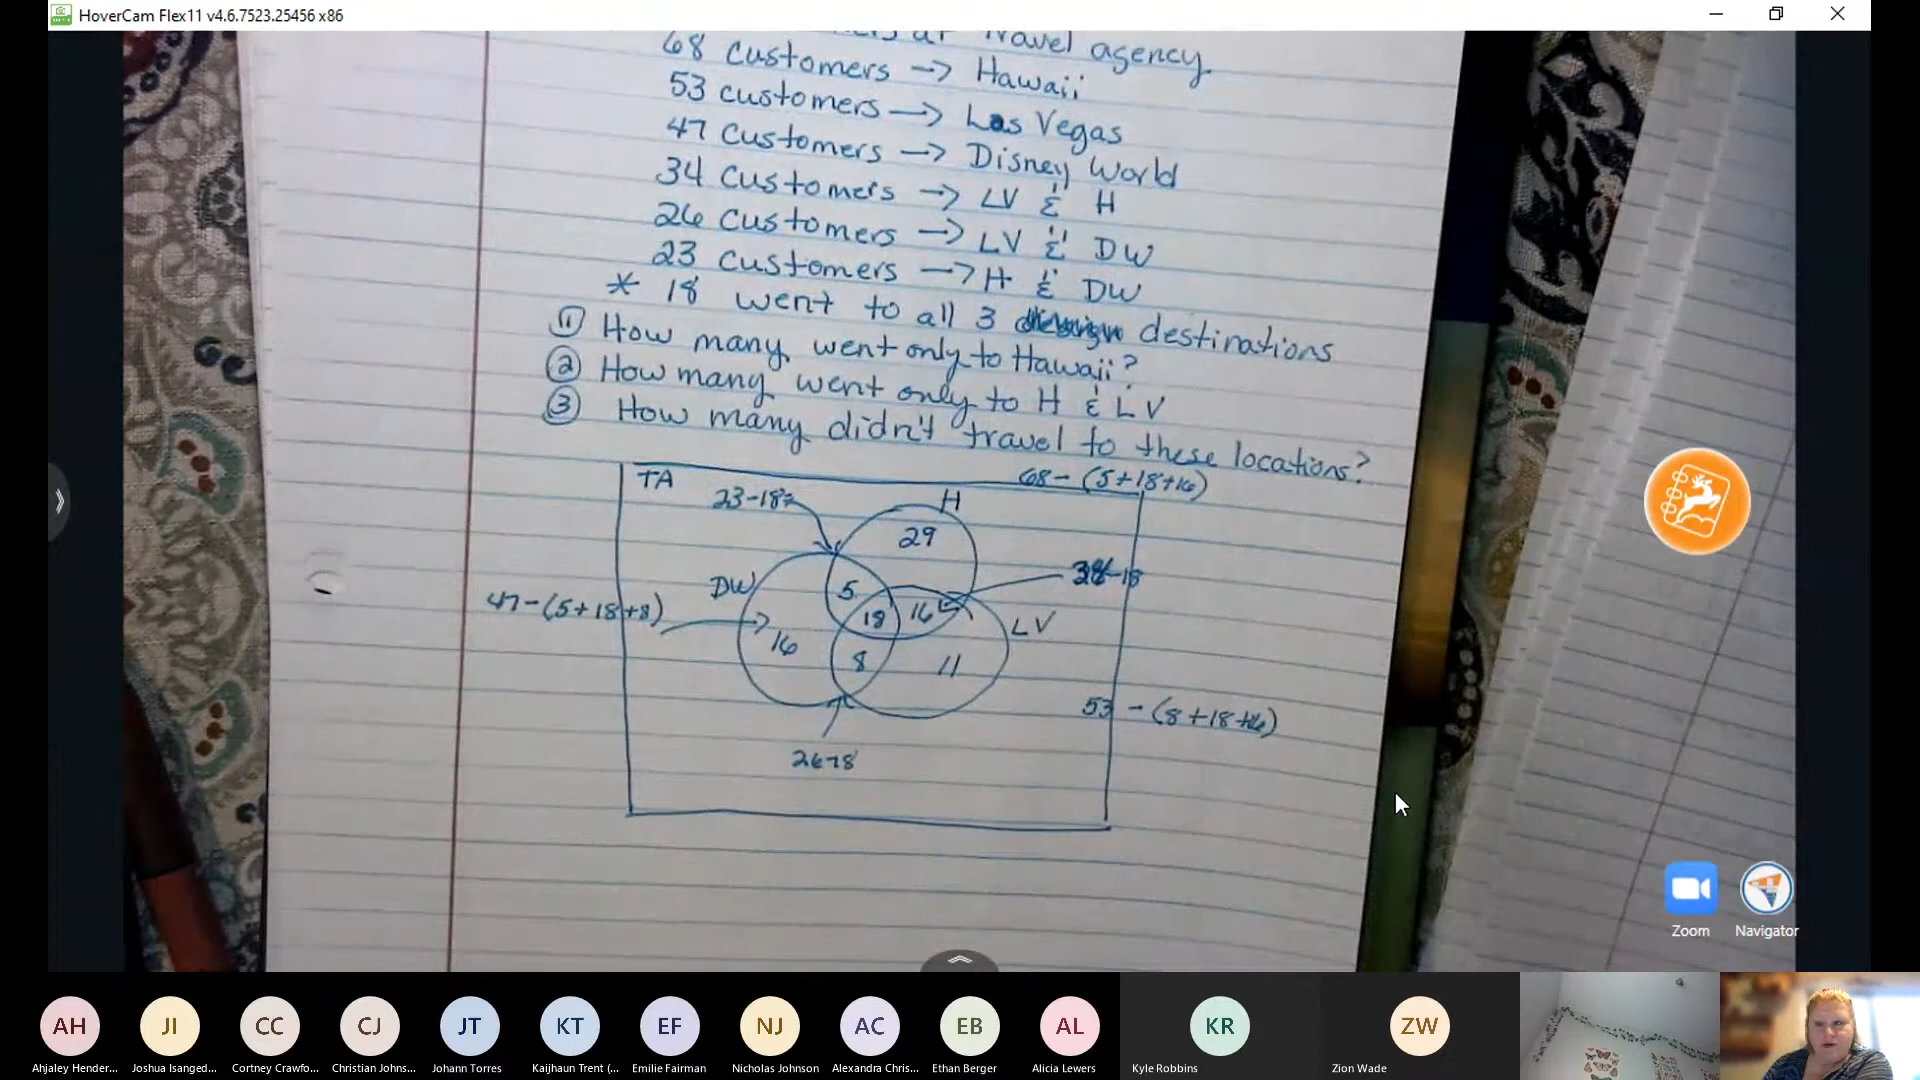 HoverCam Flex11 v4.6.7523.25456 x86
at Travel agency
68 Customers → Hawaii
53 customers → Las Vegas
47 Customers → Disney World
34 Customers → LV & H
26 Customers → LV & DW
23 customers → H & DW
* 18 went to all 3 destinations
① How many went only to Hawaii?
② How many went only to H & LV
③ How many didn't travel to these locations?
TA
68 - (5+18+16)
23-18=
H
29
DW
5
-18
47-(5+18+8)
18
16
LV
16
8
11
53 - (8+18+16)
Zoom
Navigator
AH
JI
CC
CJ
JT
KT
EF
NJ
AC
EB
AL
KR
ZW
Ahjaley Hender...
Joshua Isanged...
Cortney Crawfo...
Christian Johns...
Johann Torres
Kaijhaun Trent (...
Emilie Fairman
Nicholas Johnson
Alexandra Chris...
Ethan Berger
Alicia Lewers
Kyle Robbins
Zion Wade